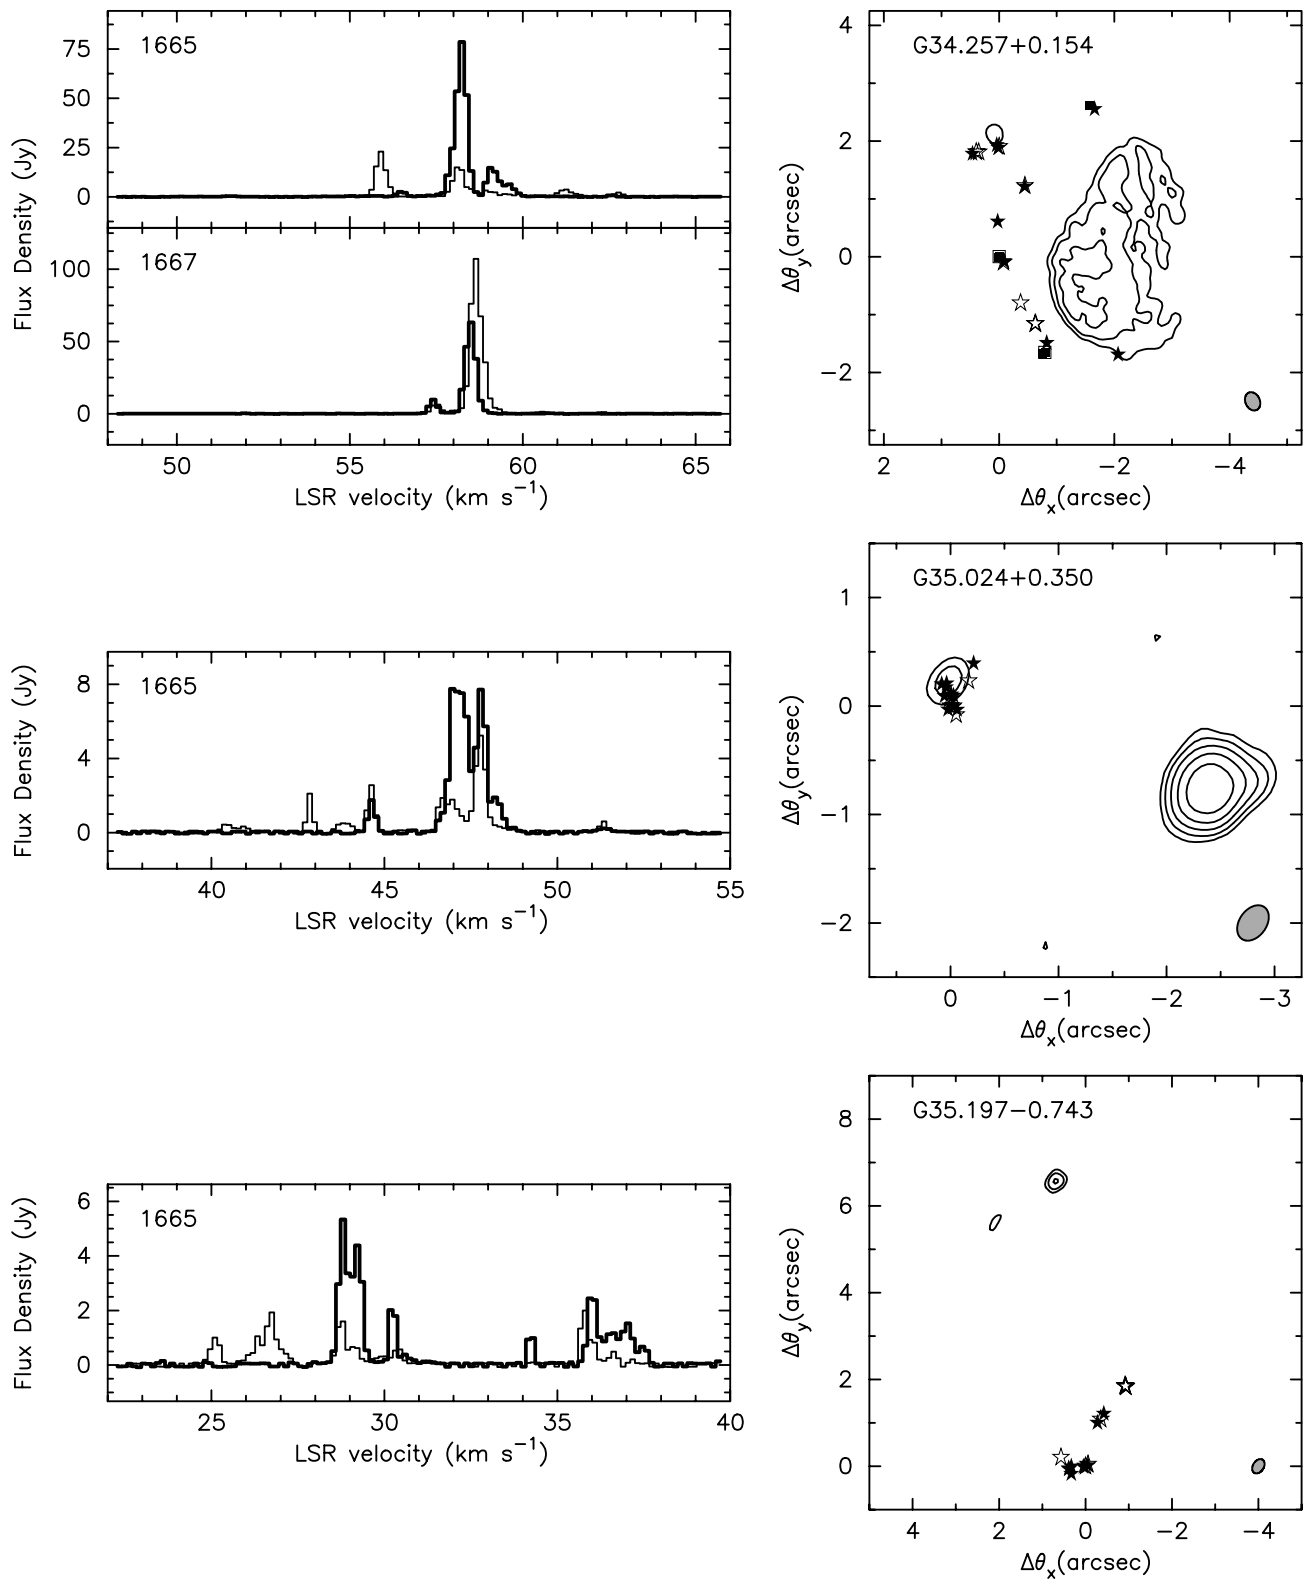 1665
75
50
25
0
Flux Density (Jy)
1667
100
50
0
Flux Density (Jy)
50 55 60 65
LSR velocity (km s−1)
G34.257+0.154
4
2
0
−2
Δθy(arcsec)
2 0 −2 −4
Δθx(arcsec)
1665
8
4
0
Flux Density (Jy)
40 45 50 55
LSR velocity (km s−1)
G35.024+0.350
1
0
−1
−2
Δθy(arcsec)
0 −1 −2 −3
Δθx(arcsec)
1665
6
4
2
0
Flux Density (Jy)
25 30 35 40
LSR velocity (km s−1)
G35.197−0.743
8
6
4
2
0
Δθy(arcsec)
4 2 0 −2 −4
Δθx(arcsec)